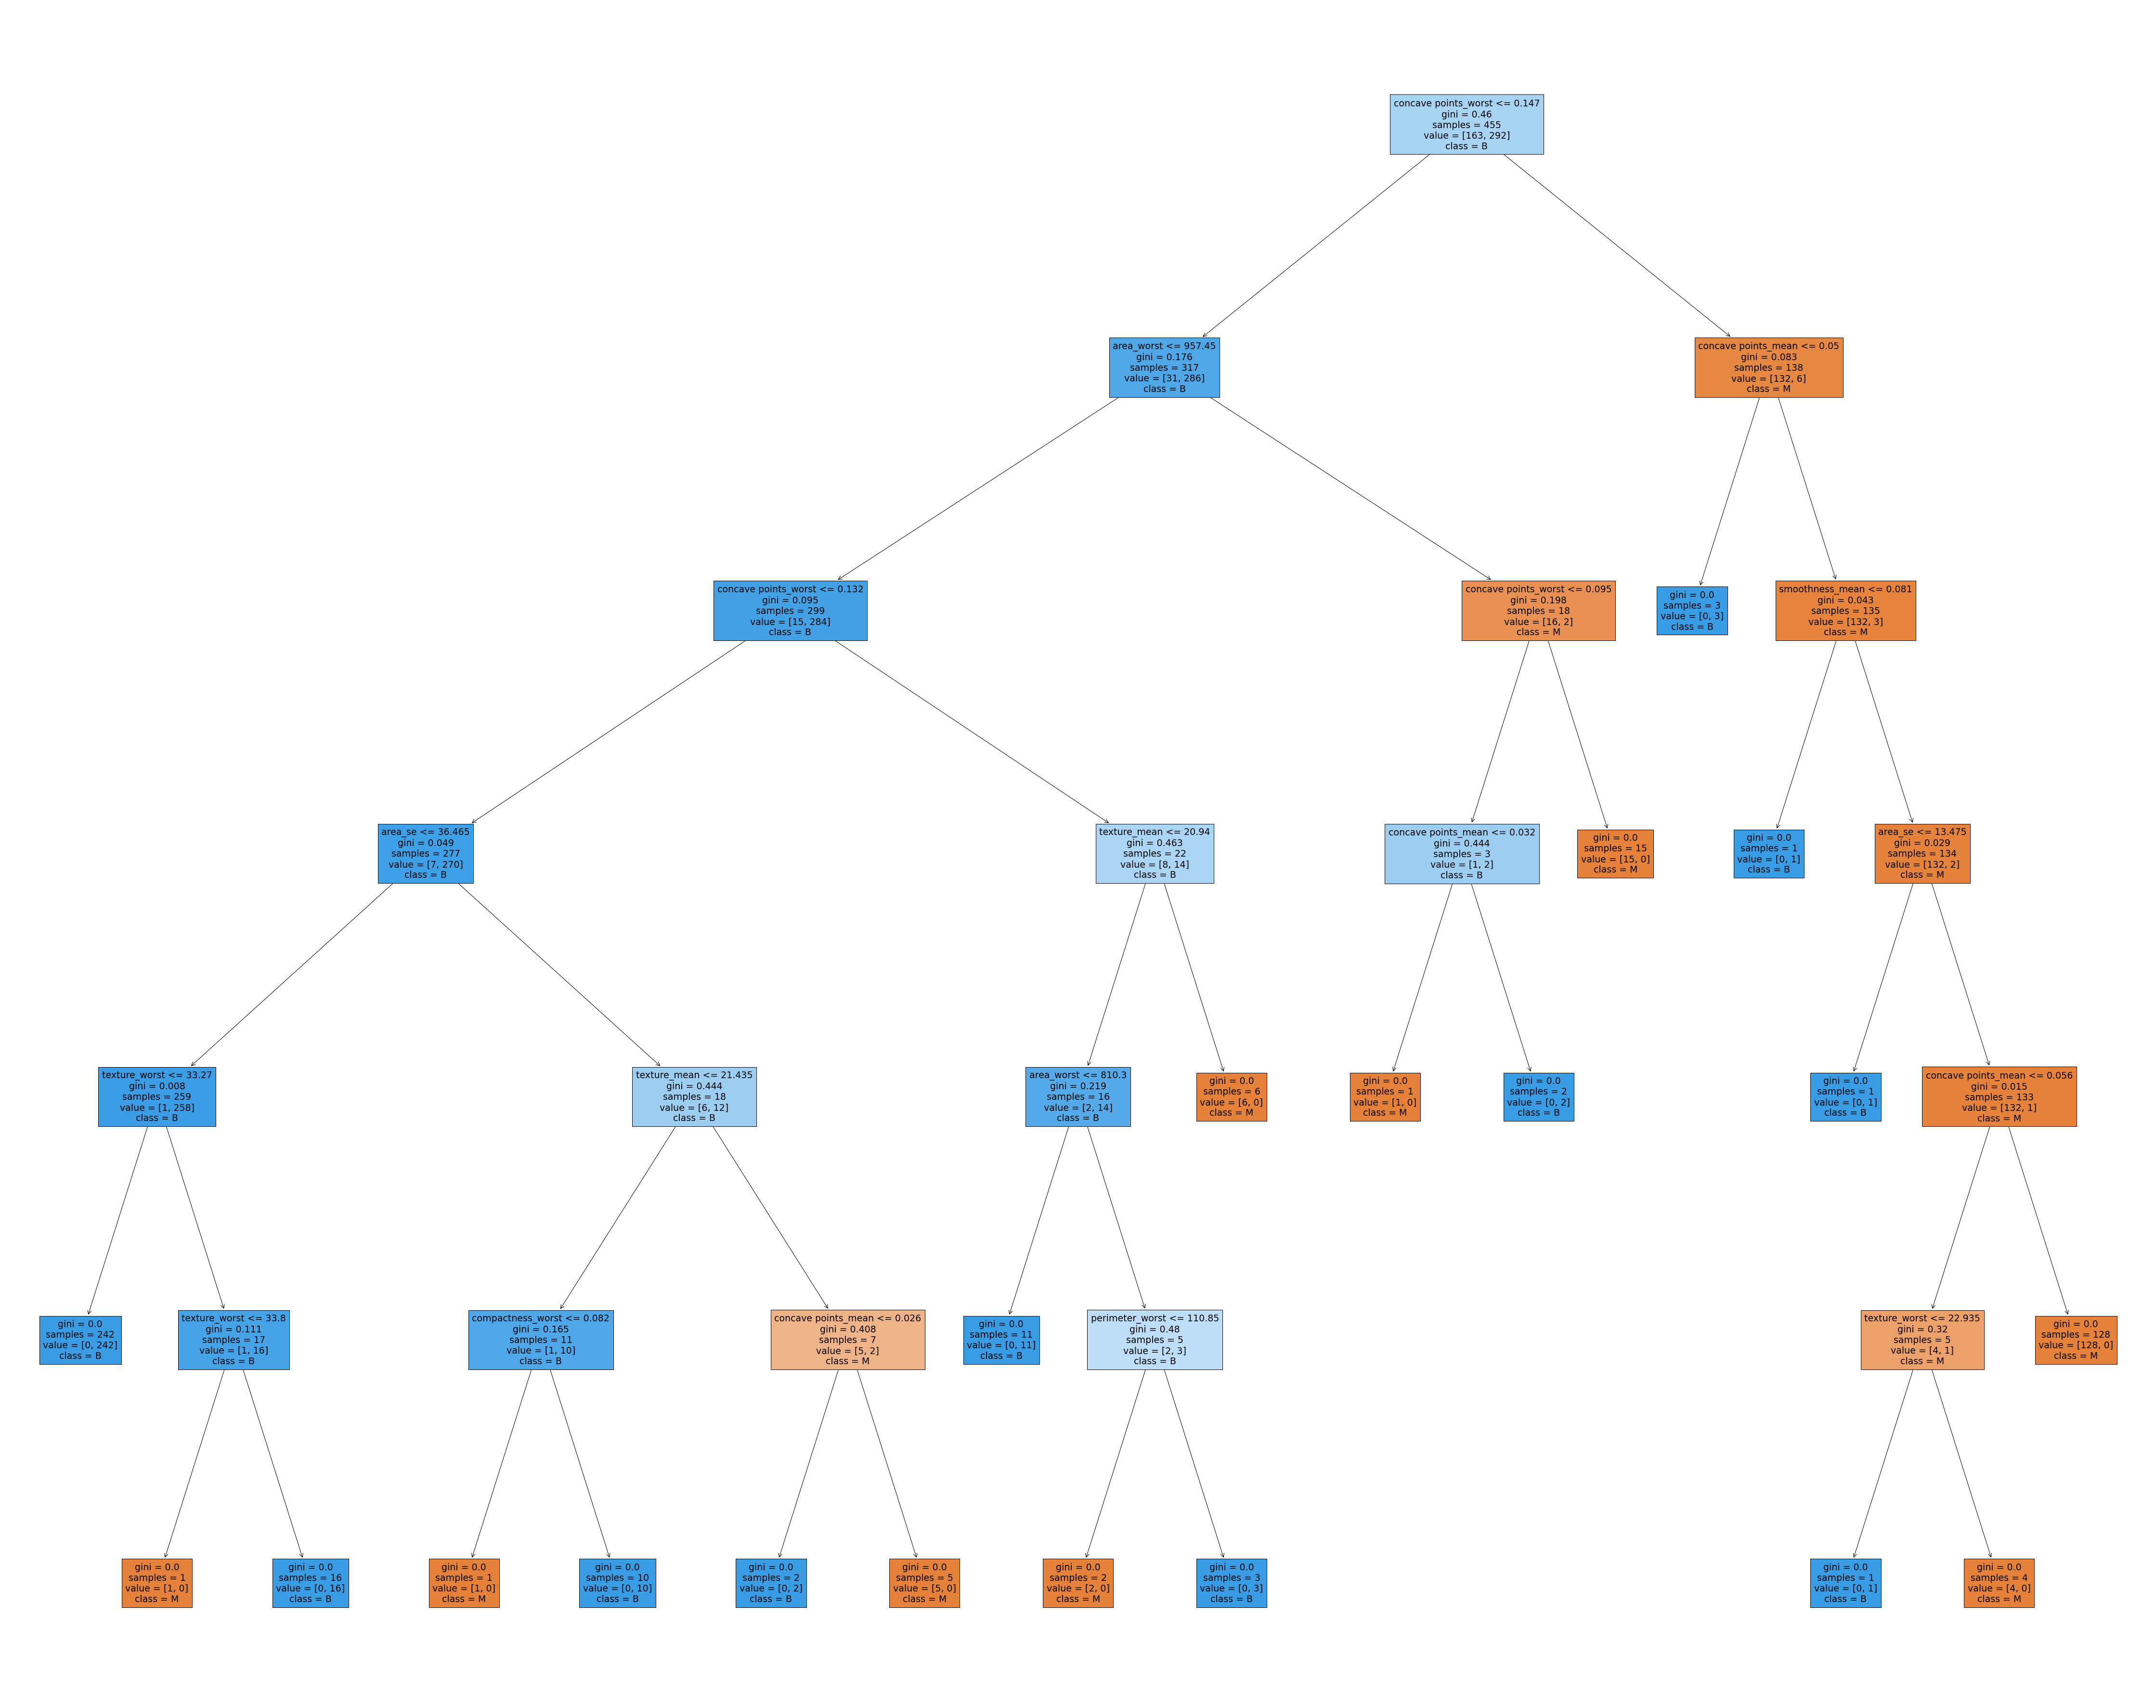 concave points_worst <= 0.147
gini = 0.46
samples = 455
value = [163, 292]
class = B
area_worst <= 957.45
gini = 0.176
samples = 317
value = [31, 286]
class = B
concave points_mean <= 0.05
gini = 0.083
samples = 138
value = [132, 6]
class = M
concave points_worst <= 0.132
gini = 0.095
samples = 299
value = [15, 284]
class = B
concave points_worst <= 0.095
gini = 0.198
samples = 18
value = [16, 2]
class = M
gini = 0.0
samples = 3
value = [0, 3]
class = B
smoothness_mean <= 0.081
gini = 0.043
samples = 135
value = [132, 3]
class = M
area_se <= 36.465
gini = 0.049
samples = 277
value = [7, 270]
class = B
texture_mean <= 20.94
gini = 0.463
samples = 22
value = [8, 14]
class = B
concave points_mean <= 0.032
gini = 0.444
samples = 3
value = [1, 2]
class = B
gini = 0.0
samples = 15
value = [15, 0]
class = M
gini = 0.0
samples = 1
value = [0, 1]
class = B
area_se <= 13.475
gini = 0.029
samples = 134
value = [132, 2]
class = M
texture_worst <= 33.27
gini = 0.008
samples = 259
value = [1, 258]
class = B
texture_mean <= 21.435
gini = 0.444
samples = 18
value = [6, 12]
class = B
area_worst <= 810.3
gini = 0.219
samples = 16
value = [2, 14]
class = B
gini = 0.0
samples = 6
value = [6, 0]
class = M
gini = 0.0
samples = 1
value = [1, 0]
class = M
gini = 0.0
samples = 2
value = [0, 2]
class = B
gini = 0.0
samples = 1
value = [0, 1]
class = B
concave points_mean <= 0.056
gini = 0.015
samples = 133
value = [132, 1]
class = M
gini = 0.0
samples = 242
value = [0, 242]
class = B
texture_worst <= 33.8
gini = 0.111
samples = 17
value = [1, 16]
class = B
compactness_worst <= 0.082
gini = 0.165
samples = 11
value = [1, 10]
class = B
concave points_mean <= 0.026
gini = 0.408
samples = 7
value = [5, 2]
class = M
gini = 0.0
samples = 11
value = [0, 11]
class = B
perimeter_worst <= 110.85
gini = 0.48
samples = 5
value = [2, 3]
class = B
texture_worst <= 22.935
gini = 0.32
samples = 5
value = [4, 1]
class = M
gini = 0.0
samples = 128
value = [128, 0]
class = M
gini = 0.0
samples = 1
value = [1, 0]
class = M
gini = 0.0
samples = 16
value = [0, 16]
class = B
gini = 0.0
samples = 1
value = [1, 0]
class = M
gini = 0.0
samples = 10
value = [0, 10]
class = B
gini = 0.0
samples = 2
value = [0, 2]
class = B
gini = 0.0
samples = 5
value = [5, 0]
class = M
gini = 0.0
samples = 2
value = [2, 0]
class = M
gini = 0.0
samples = 3
value = [0, 3]
class = B
gini = 0.0
samples = 1
value = [0, 1]
class = B
gini = 0.0
samples = 4
value = [4, 0]
class = M